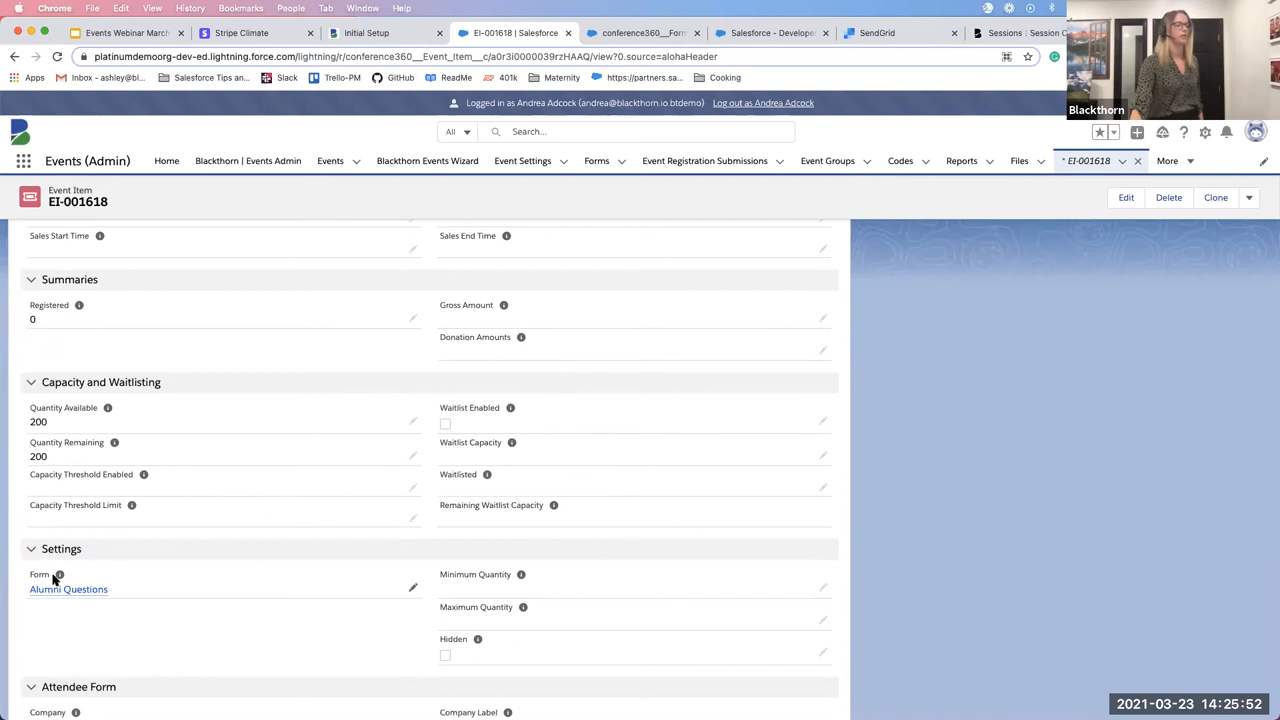 Chrome File Edit View History Bookmarks People Tab Window Help
Events Webinar March
Stripe Climate
Initial Setup
EI-001618 | Salesforce
conference360__Form
Salesforce - Develope
SendGrid
Sessions : Session
platinumdemoorg-dev-ed.lightning.force.com/lightning/r/conference360__Event_Item__c/a0r3i0000039rzHAAQ/view?0.source=alohaHeader
Apps
Inbox – ashley@bl...
Salesforce Tips an...
Slack
Trello-PM
GitHub
ReadMe
401k
Maternity
https://partners.sa...
Cooking
Blackthorn
Logged in as Andrea Adcock (andrea@blackthorn.io.btdemo) Log out as Andrea Adcock
All Search...
Events (Admin)
Home
Blackthorn | Events Admin
Events
Blackthorn Events Wizard
Event Settings
Forms
Event Registration Submissions
Event Groups
Codes
Reports
Files
* EI-001618
More
Event Item
EI-001618
Edit Delete Clone
Sales Start Time
Sales End Time
Summaries
Registered
0
Gross Amount
Donation Amounts
Capacity and Waitlisting
Quantity Available
200
Waitlist Enabled
Quantity Remaining
200
Waitlist Capacity
Capacity Threshold Enabled
Waitlisted
Capacity Threshold Limit
Remaining Waitlist Capacity
Settings
Form
Alumni Questions
Minimum Quantity
Maximum Quantity
Hidden
Attendee Form
Company
Company Label
2021-03-23 14:25:52